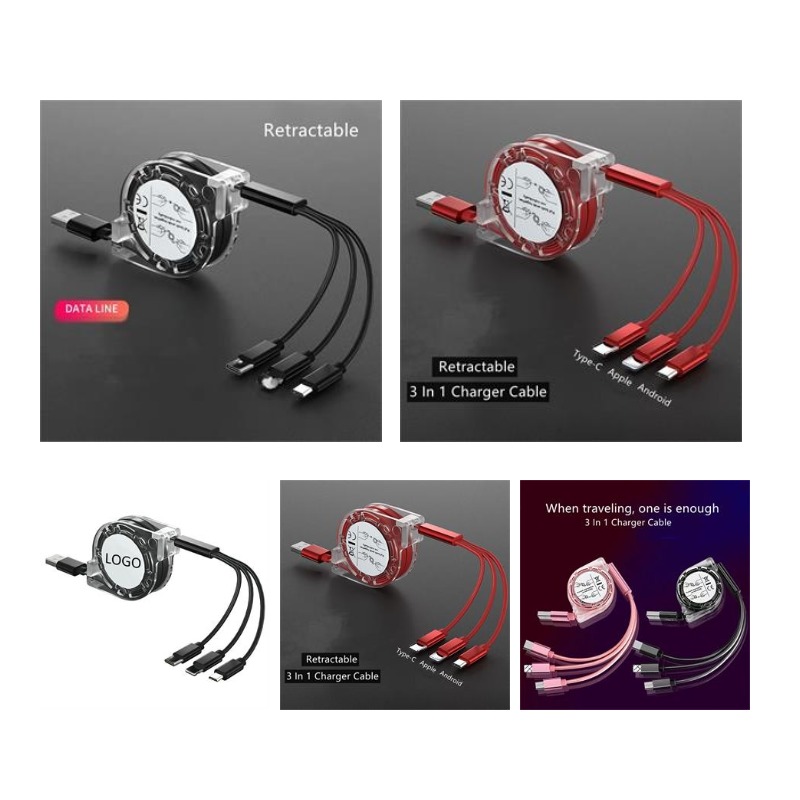 Retractable
DATA LINE
Retractable
3 In 1 Charger Cable
Type-C Apple Android
LOGO
Retractable
3 In 1 Charger Cable
Type-C Apple Android
When traveling, one is enough
3 In 1 Charger Cable